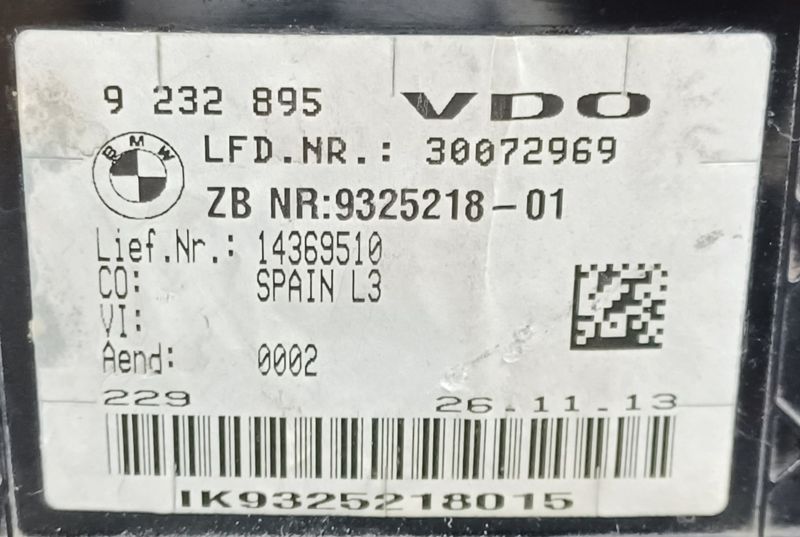 9 232 895 VDO
BMW LFD.NR.: 30072969
ZB NR:9325218-01
Lief.Nr.: 14369510
CO: SPAIN L3
VI:
Aend: 0002
229 26.11.13
IK9325218015